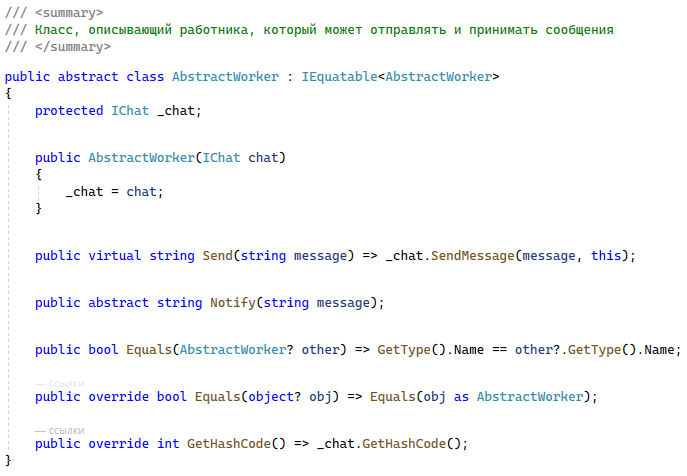 /// <summary>
/// Класс, описывающий работника, который может отправлять и принимать сообщения
/// </summary>
public abstract class AbstractWorker : IEquatable<AbstractWorker>
{
    protected IChat _chat;
    public AbstractWorker(IChat chat)
    {
        _chat = chat;
    }
    public virtual string Send(string message) => _chat.SendMessage(message, this);
    public abstract string Notify(string message);
    public bool Equals(AbstractWorker? other) => GetType().Name == other?.GetType().Name;
    — ссылки
    public override bool Equals(object? obj) => Equals(obj as AbstractWorker);
    — ссылки
    public override int GetHashCode() => _chat.GetHashCode();
}